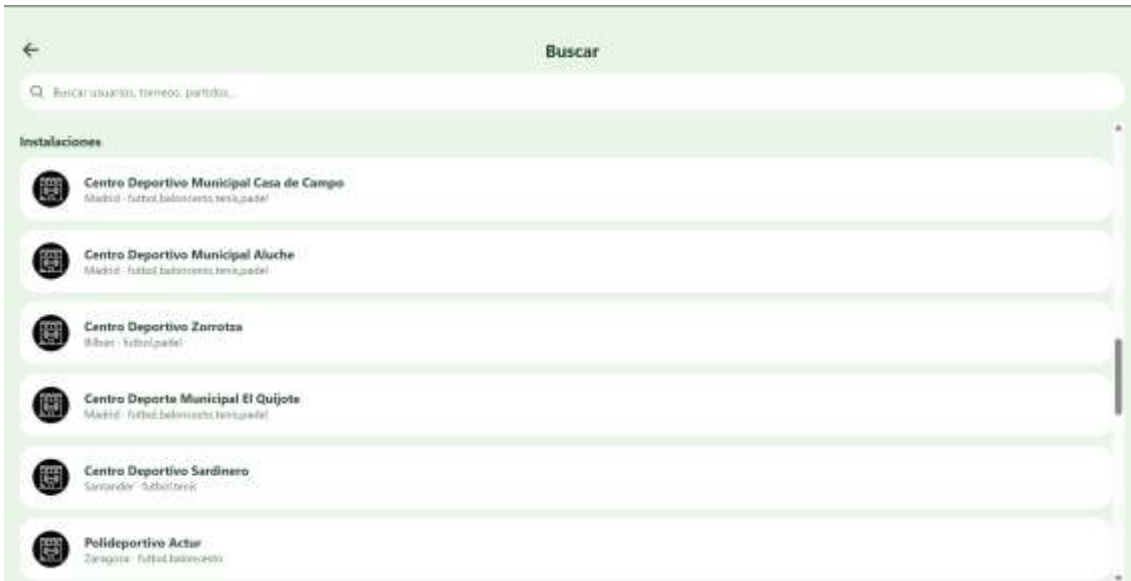 Buscar
Buscar usuarios, torneos, partidos...
Instalaciones
Centro Deportivo Municipal Casa de Campo
Madrid · futbol,baloncesto,tenis,padel
Centro Deportivo Municipal Aluche
Madrid · futbol,baloncesto,tenis,padel
Centro Deportivo Zorrotza
Bilbao · futbol,padel
Centro Deporte Municipal El Quijote
Madrid · futbol,baloncesto,tenis,padel
Centro Deportivo Sardinero
Santander · futbol,tenis
Polideportivo Actur
Zaragoza · futbol,baloncesto